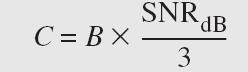 C = B × SNR_dB / 3